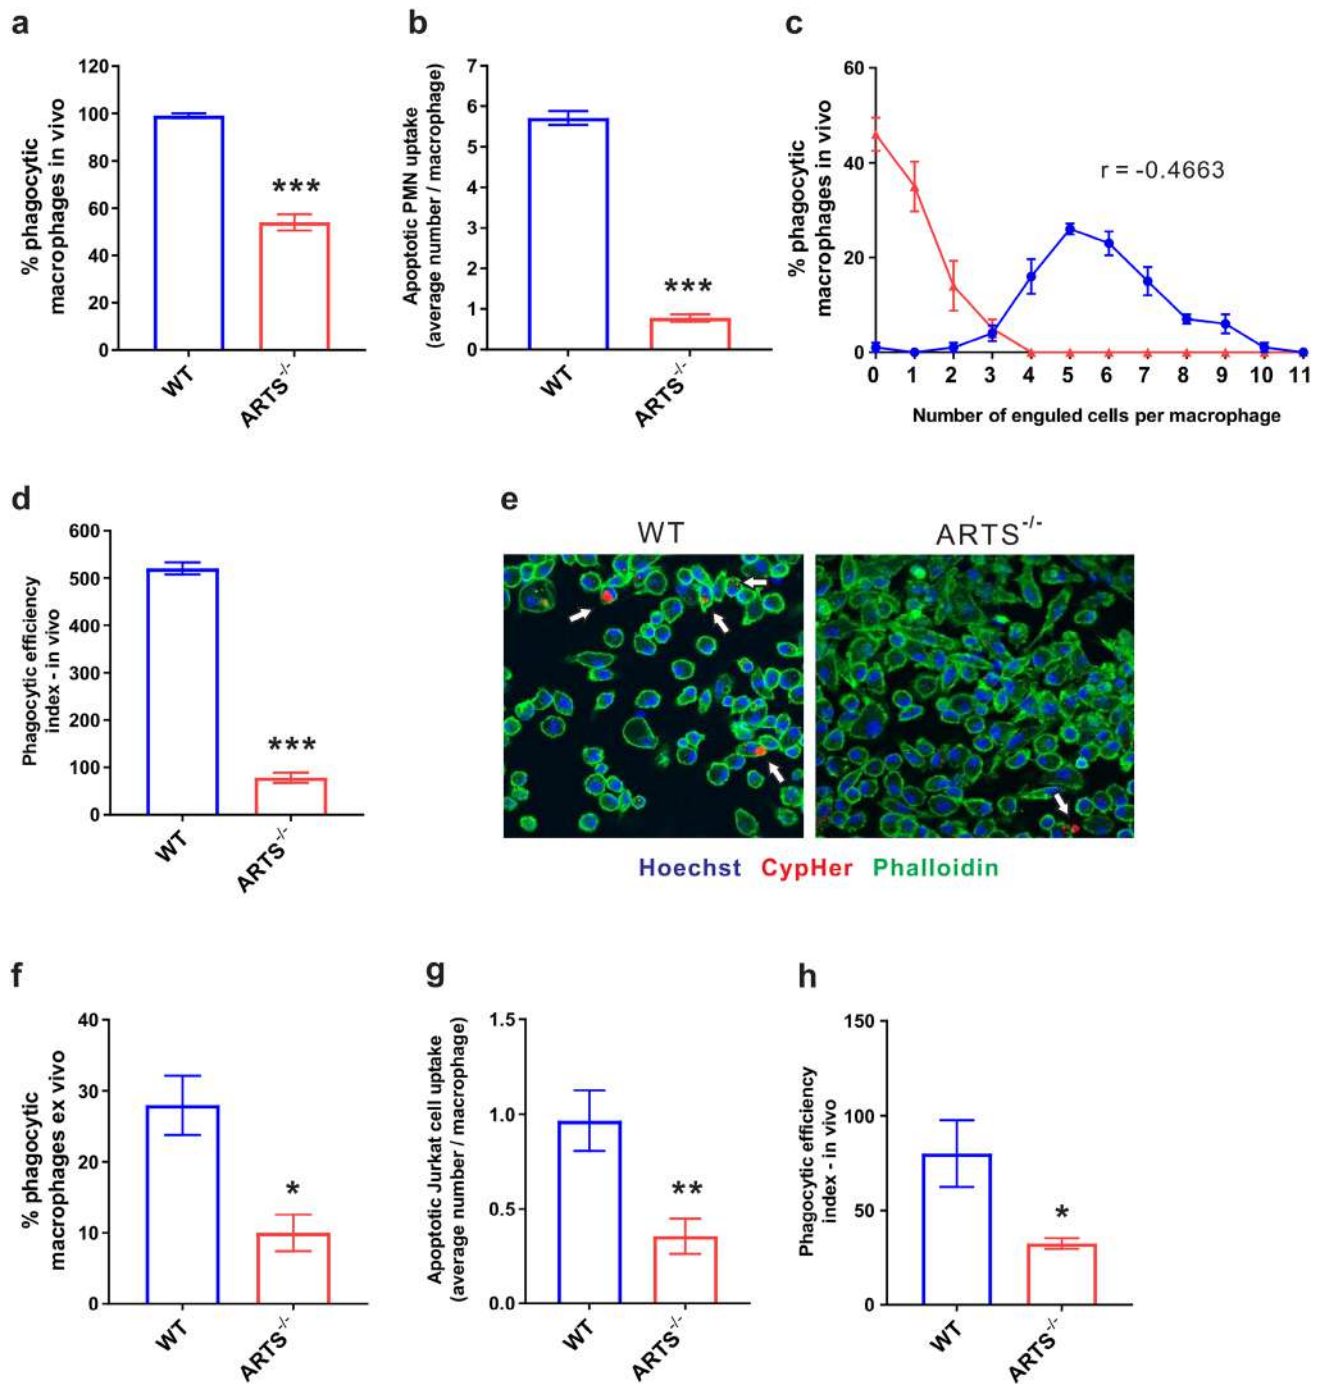 a
120
100
80
60
40
20
0
% phagocytic
macrophages in vivo
***
WT
ARTS-/-
b
7
6
5
4
3
2
1
0
Apoptotic PMN uptake
(average number / macrophage)
***
WT
ARTS-/-
c
60
40
20
0
% phagocytic
macrophages in vivo
r = -0.4663
0 1 2 3 4 5 6 7 8 9 10 11
Number of enguled cells per macrophage
d
600
500
400
300
200
100
0
Phagocytic efficiency
index - in vivo
***
WT
ARTS-/-
e
WT
ARTS-/-
Hoechst CypHer Phalloidin
f
40
30
20
10
0
% phagocytic
macrophages ex vivo
*
WT
ARTS-/-
g
1.5
1.0
0.5
0.0
Apoptotic Jurkat cell uptake
(average number / macrophage)
**
WT
ARTS-/-
h
150
100
50
0
Phagocytic efficiency
index - in vivo
*
WT
ARTS-/-